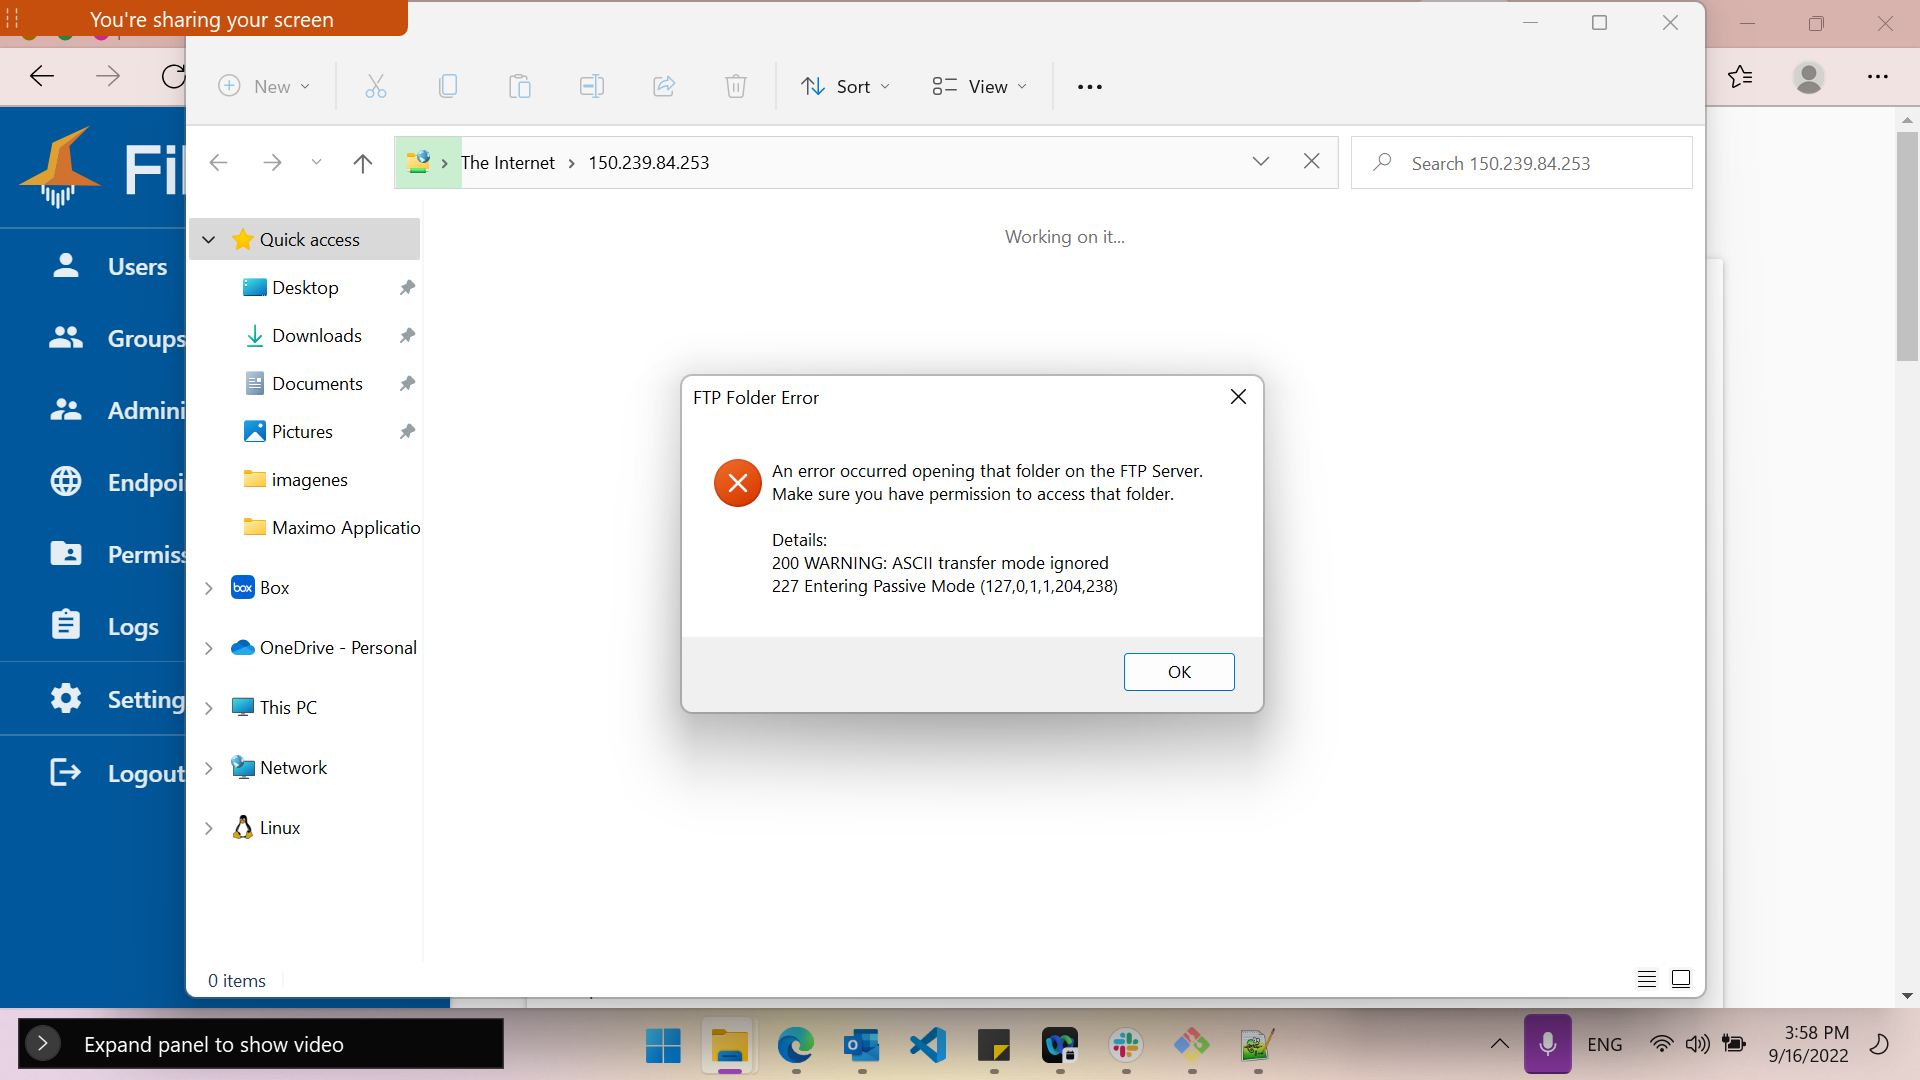 You're sharing your screen
New
Sort
View
The Internet
150.239.84.253
Search 150.239.84.253
Fil
Users
Groups
Admini
Endpoi
Permiss
Logs
Setting
Logout
Quick access
Desktop
Downloads
Documents
Pictures
imagenes
Maximo Applicatio
box
Box
OneDrive - Personal
This PC
Network
Linux
Working on it...
FTP Folder Error
An error occurred opening that folder on the FTP Server.
Make sure you have permission to access that folder.
Details:
200 WARNING: ASCII transfer mode ignored
227 Entering Passive Mode (127,0,1,1,204,238)
OK
0 items
Expand panel to show video
ENG
3:58 PM
9/16/2022